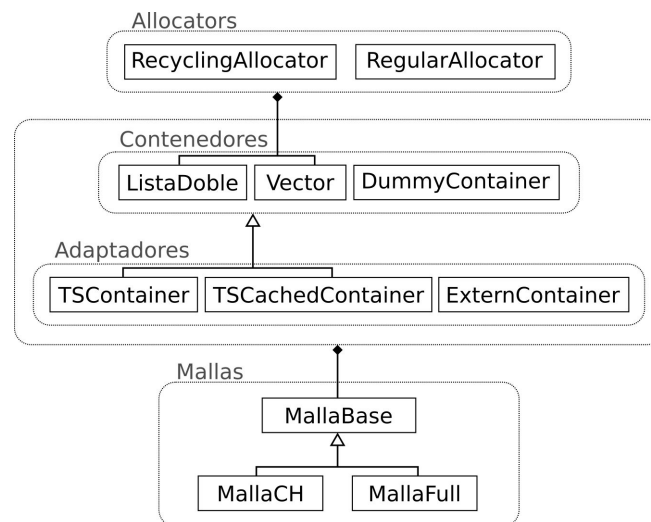 Allocators
RecyclingAllocator
RegularAllocator
Contenedores
ListaDoble
Vector
DummyContainer
Adaptadores
TSContainer
TSCachedContainer
ExternContainer
Mallas
MallaBase
MallaCH
MallaFull